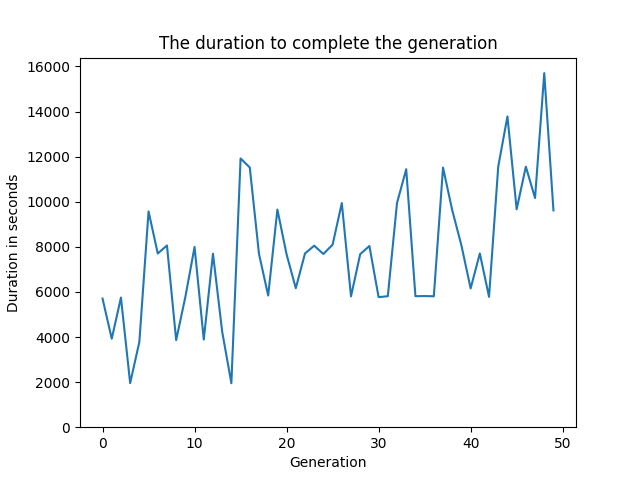 The duration to complete the generation
16000
14000
12000
10000
8000
6000
4000
2000
0
Duration in seconds
0 10 20 30 40 50
Generation